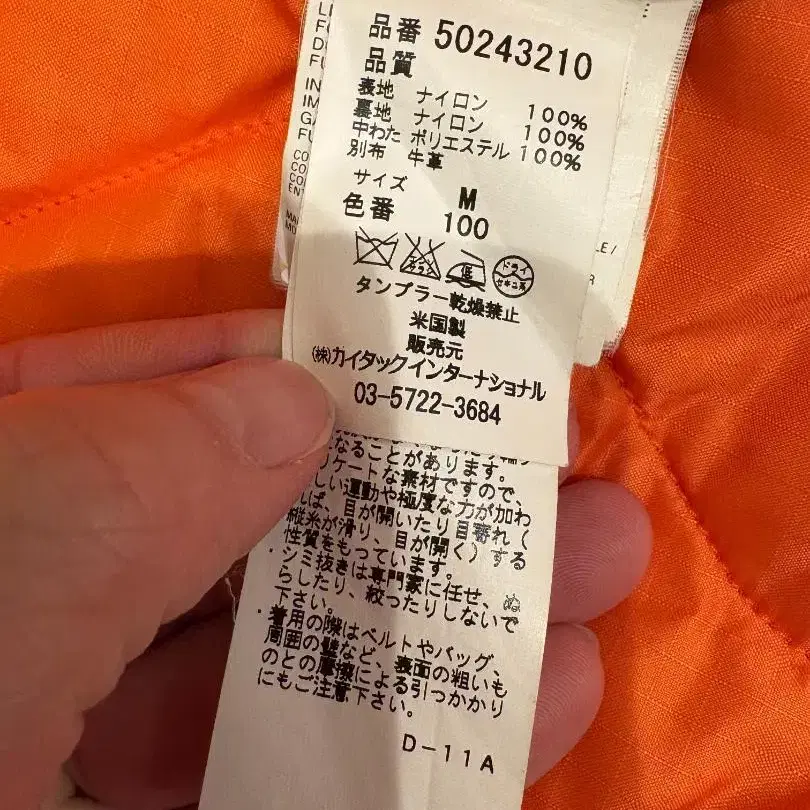 品番 50243210
品質
表地 ナイロン 100%
裏地 ナイロン 100%
中わた ポリエステル 100%
別布 牛革
サイズ M
色番 100
低
ドライ
セキユ系
タンブラー乾燥禁止
米国製
販売元
(株)カイタックインターナショナル
03-5722-3684
なることがあります。
リケートな素材ですので、
しい運動や極度な力が加わ
れば、目が開いたり目寄れ(
縦糸が滑り、目が開く)する
性質をもっています。
・シミ抜きは専門家に任せ、ぬ
らしたり、絞ったりしないで
下さい。
・着用の際はベルトやバッグ、
周囲の壁など、表面の粗いも
のとの摩擦による引っかかり
にもご注意下さい。
D-11A